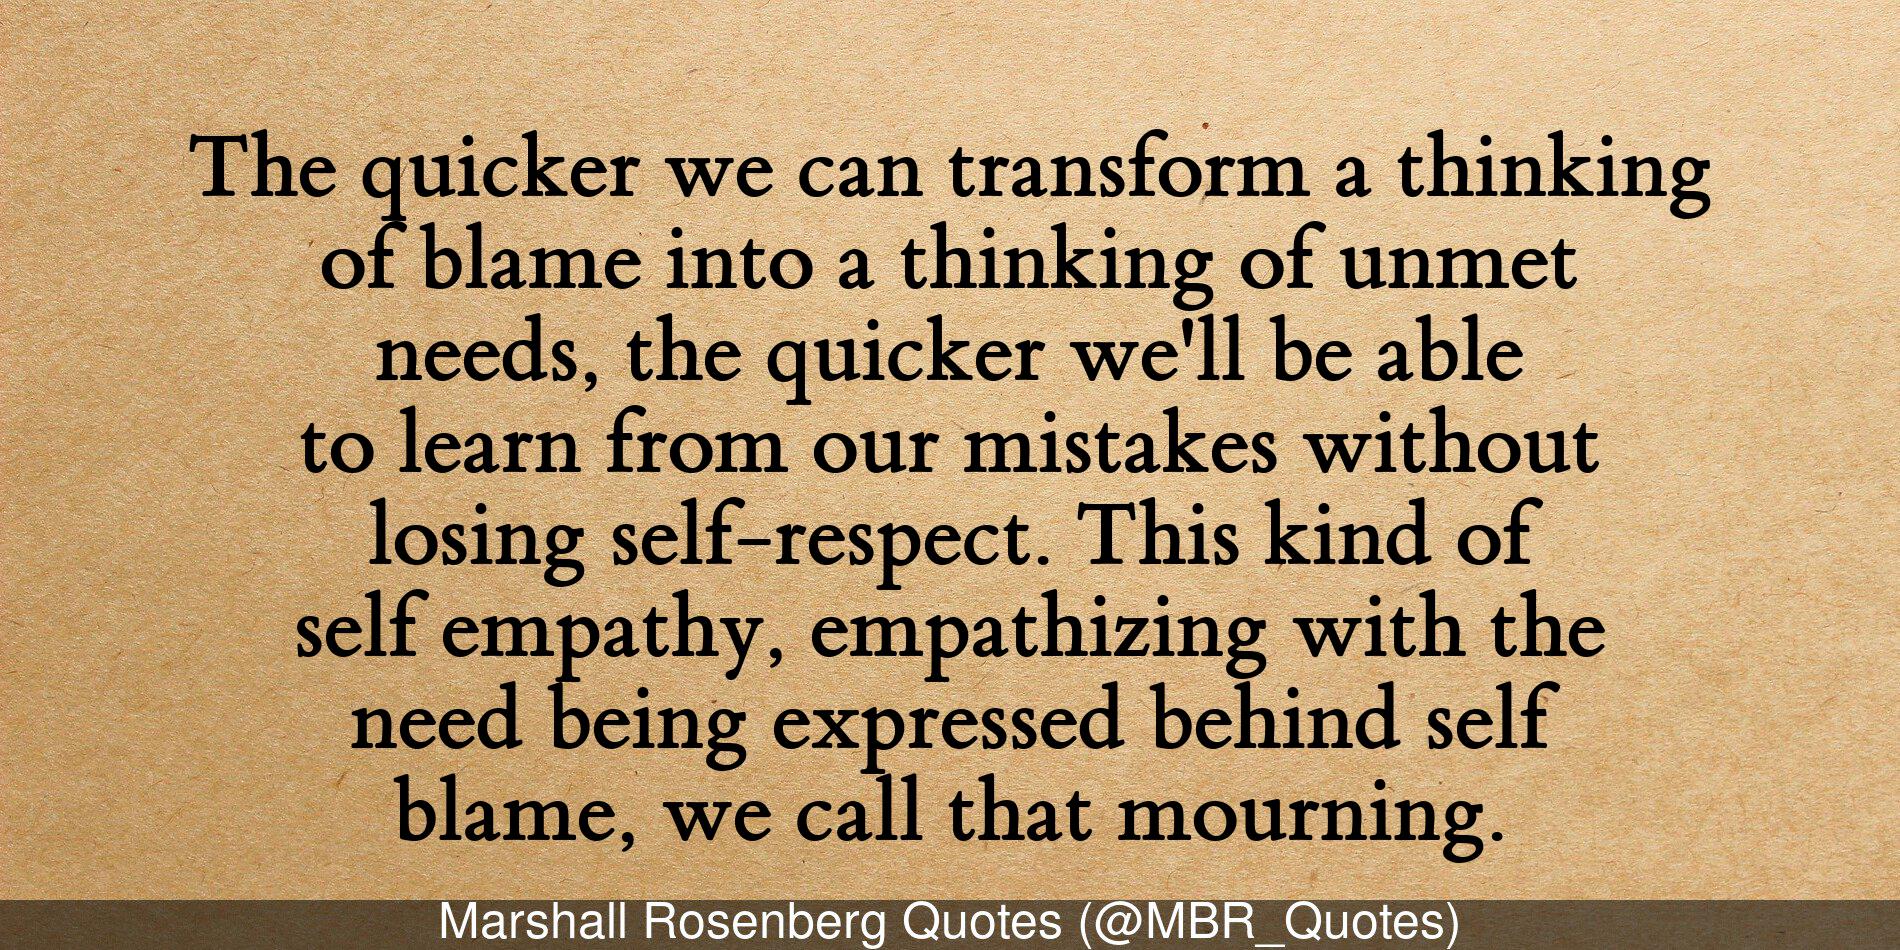 The quicker we can transform a thinking
of blame into a thinking of unmet
needs, the quicker we'll be able
to learn from our mistakes without
losing self-respect. This kind of
self empathy, empathizing with the
need being expressed behind self
blame, we call that mourning.
Marshall Rosenberg Quotes (@MBR_Quotes)